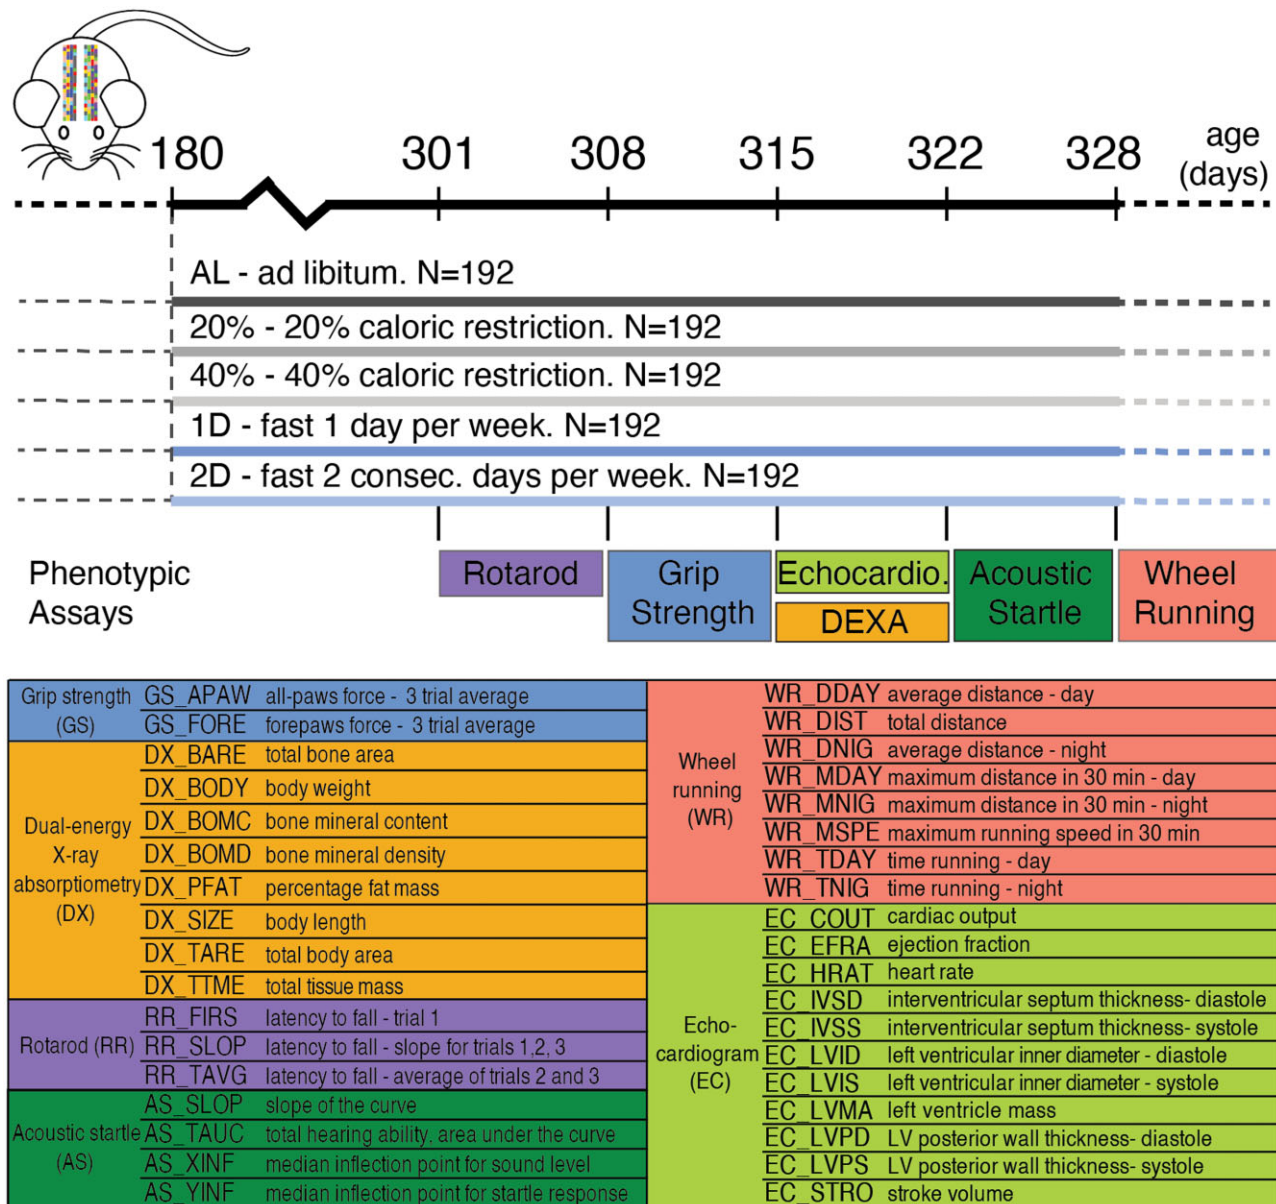 180 301 308 315 322 328 age
(days)
AL - ad libitum. N=192
20% - 20% caloric restriction. N=192
40% - 40% caloric restriction. N=192
1D - fast 1 day per week. N=192
2D - fast 2 consec. days per week. N=192
Phenotypic
Assays
Rotarod
Grip
Strength
Echocardio.
DEXA
Acoustic
Startle
Wheel
Running
Grip strength
(GS)
GS_APAW all-paws force - 3 trial average
GS_FORE forepaws force - 3 trial average
Dual-energy
X-ray
absorptiometry
(DX)
DX_BARE total bone area
DX_BODY body weight
DX_BOMC bone mineral content
DX_BOMD bone mineral density
DX_PFAT percentage fat mass
DX_SIZE body length
DX_TARE total body area
DX_TTME total tissue mass
Rotarod (RR)
RR_FIRS latency to fall - trial 1
RR_SLOP latency to fall - slope for trials 1,2, 3
RR_TAVG latency to fall - average of trials 2 and 3
Acoustic startle
(AS)
AS_SLOP slope of the curve
AS_TAUC total hearing ability, area under the curve
AS_XINF median inflection point for sound level
AS_YINF median inflection point for startle response
Wheel
running
(WR)
WR_DDAY average distance - day
WR_DIST total distance
WR_DNIG average distance - night
WR_MDAY maximum distance in 30 min - day
WR_MNIG maximum distance in 30 min - night
WR_MSPE maximum running speed in 30 min
WR_TDAY time running - day
WR_TNIG time running - night
Echo-
cardiogram
(EC)
EC_COUT cardiac output
EC_EFRA ejection fraction
EC_HRAT heart rate
EC_IVSD interventricular septum thickness- diastole
EC_IVSS interventricular septum thickness- systole
EC_LVID left ventricular inner diameter - diastole
EC_LVIS left ventricular inner diameter - systole
EC_LVMA left ventricle mass
EC_LVPD LV posterior wall thickness- diastole
EC_LVPS LV posterior wall thickness- systole
EC_STRO stroke volume